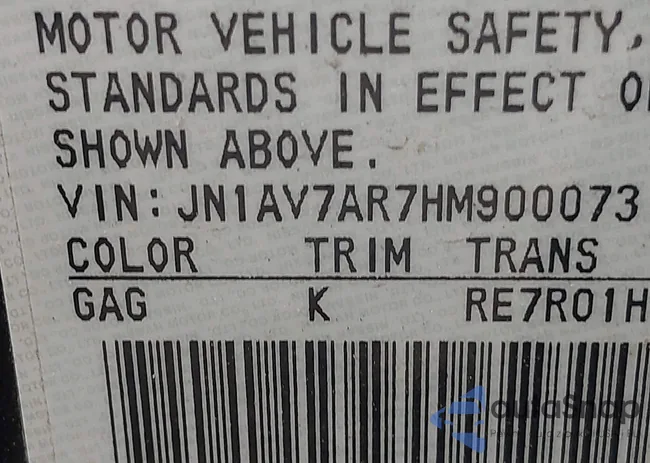 MOTOR VEHICLE SAFETY,
STANDARDS IN EFFECT
SHOWN ABOVE.
VIN: JN1AV7AR7HM900073
COLOR TRIM TRANS
GAG K RE7R01H